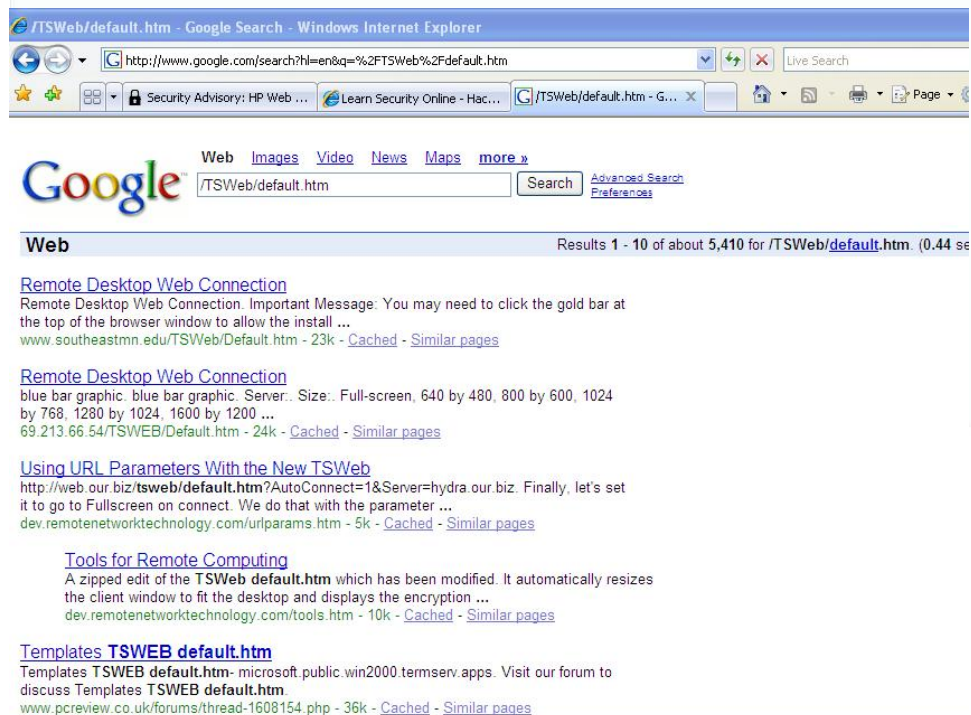 /TSWeb/default.htm - Google Search - Windows Internet Explorer
http://www.google.com/search?hl=en&q=%2FTSWeb%2Fdefault.htm Live Search
Security Advisory: HP Web ... Learn Security Online - Hac... /TSWeb/default.htm - G... Page
Web Images Video News Maps more »
Google /TSWeb/default.htm Search Advanced Search
Preferences
Web Results 1 - 10 of about 5,410 for /TSWeb/default.htm. (0.44 se
Remote Desktop Web Connection
Remote Desktop Web Connection. Important Message: You may need to click the gold bar at
the top of the browser window to allow the install ...
www.southeastmn.edu/TSWeb/Default.htm - 23k - Cached - Similar pages
Remote Desktop Web Connection
blue bar graphic. blue bar graphic. Server:. Size:. Full-screen, 640 by 480, 800 by 600, 1024
by 768, 1280 by 1024, 1600 by 1200 ...
69.213.66.54/TSWEB/Default.htm - 24k - Cached - Similar pages
Using URL Parameters With the New TSWeb
http://web.our.biz/tsweb/default.htm?AutoConnect=1&Server=hydra.our.biz. Finally, let's set
it to go to Fullscreen on connect. We do that with the parameter ...
dev.remotenetworktechnology.com/urlparams.htm - 5k - Cached - Similar pages
Tools for Remote Computing
A zipped edit of the TSWeb default.htm which has been modified. It automatically resizes
the client window to fit the desktop and displays the encryption ...
dev.remotenetworktechnology.com/tools.htm - 10k - Cached - Similar pages
Templates TSWEB default.htm
Templates TSWEB default.htm- microsoft.public.win2000.termserv.apps. Visit our forum to
discuss Templates TSWEB default.htm.
www.pcreview.co.uk/forums/thread-1608154.php - 36k - Cached - Similar pages